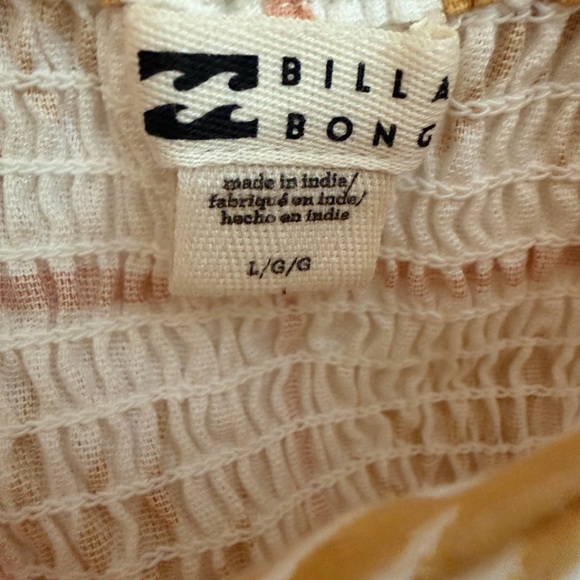 BILLA
BONG
made in india/
fabriqué en inde/
hecho en india
L/G/G